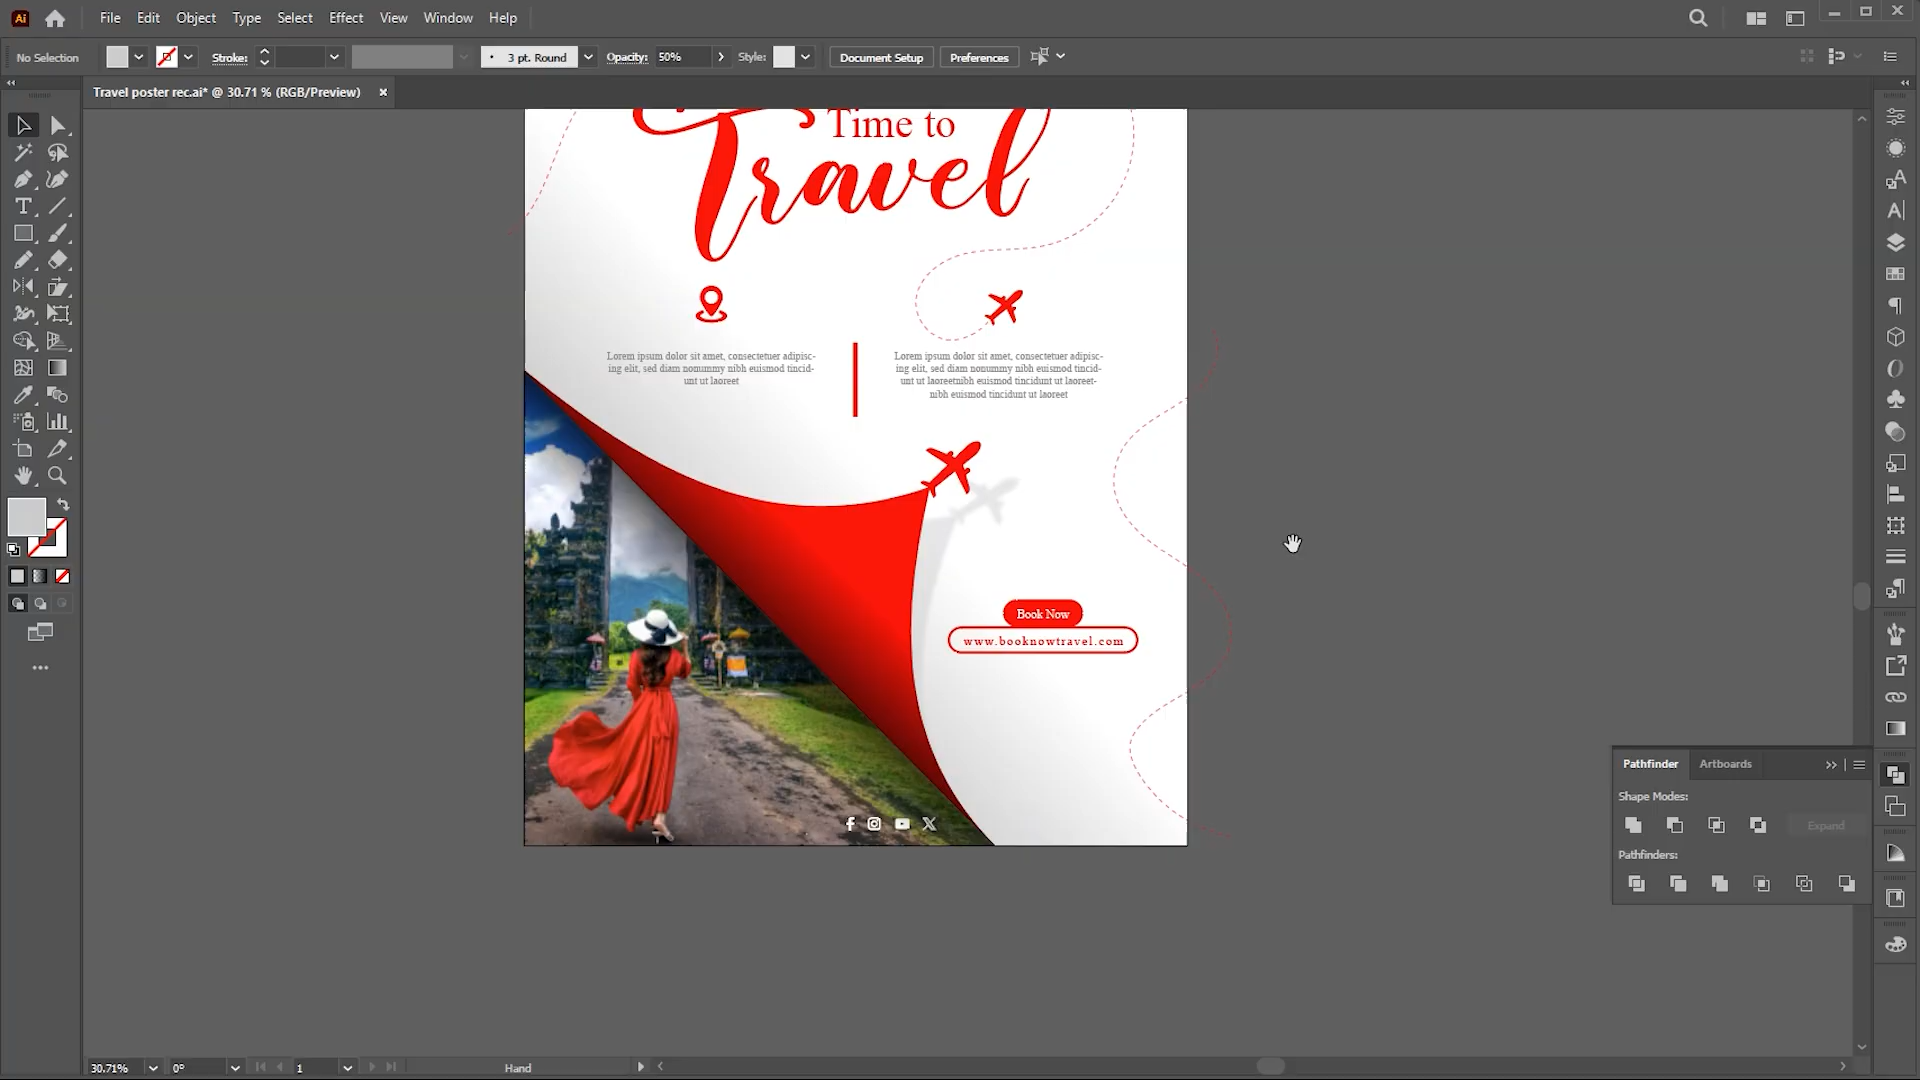 Ai File Edit Object Type Select Effect View Window Help
No Selection Stroke: 3 pt. Round Opacity: 50% Style: Document Setup Preferences
Travel poster rec.ai* @ 30.71 % (RGB/Preview) ×
Time to
Travel
Lorem ipsum dolor sit amet, consectetuer adipisc-
ing elit, sed diam nonummy nibh euismod tincid-
unt ut laoreet
Lorem ipsum dolor sit amet, consectetuer adipisc-
ing elit, sed diam nonummy nibh euismod tincid-
unt ut laoreetnibh euismod tincidunt ut laoreet-
nibh euismod tincidunt ut laoreet
Book Now
www.booknowtravel.com
Pathfinder Artboards
Shape Modes:
Expand
Pathfinders:
30.71% 0° 1 Hand